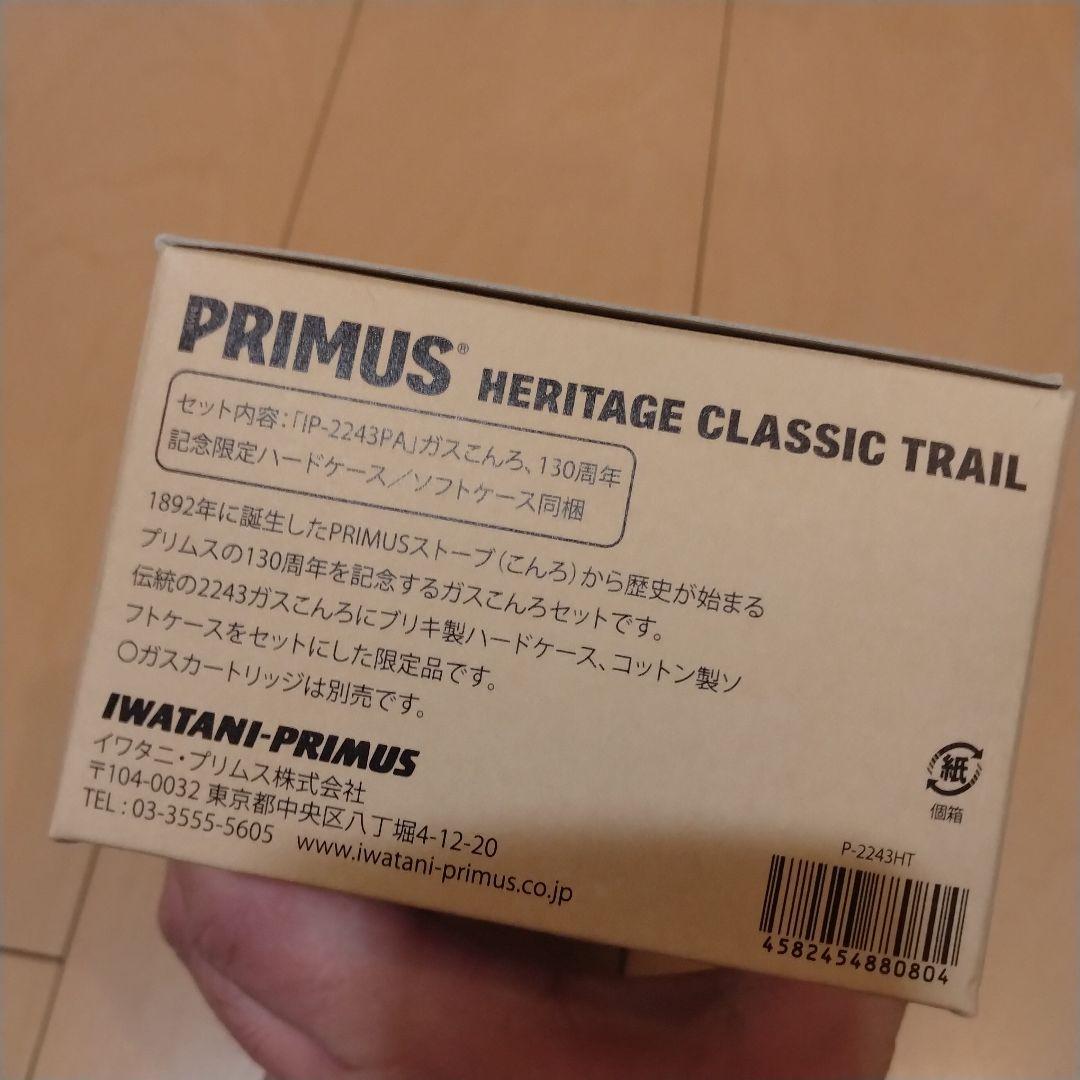 PRIMUS® HERITAGE CLASSIC TRAIL
セット内容：「IP-2243PA」ガスこんろ、130周年
記念限定ハードケース／ソフトケース同梱
1892年に誕生したPRIMUSストーブ（こんろ）から歴史が始まる
プリムスの130周年を記念するガスこんろセットです。
伝統の2243ガスこんろにブリキ製ハードケース、コットン製ソ
フトケースをセットにした限定品です。
○ガスカートリッジは別売です。
IWATANI-PRIMUS
イワタニ・プリムス株式会社
〒104-0032 東京都中央区八丁堀4-12-20
TEL : 03-3555-5605 www.iwatani-primus.co.jp
紙
個箱
P-2243HT
4582454880804